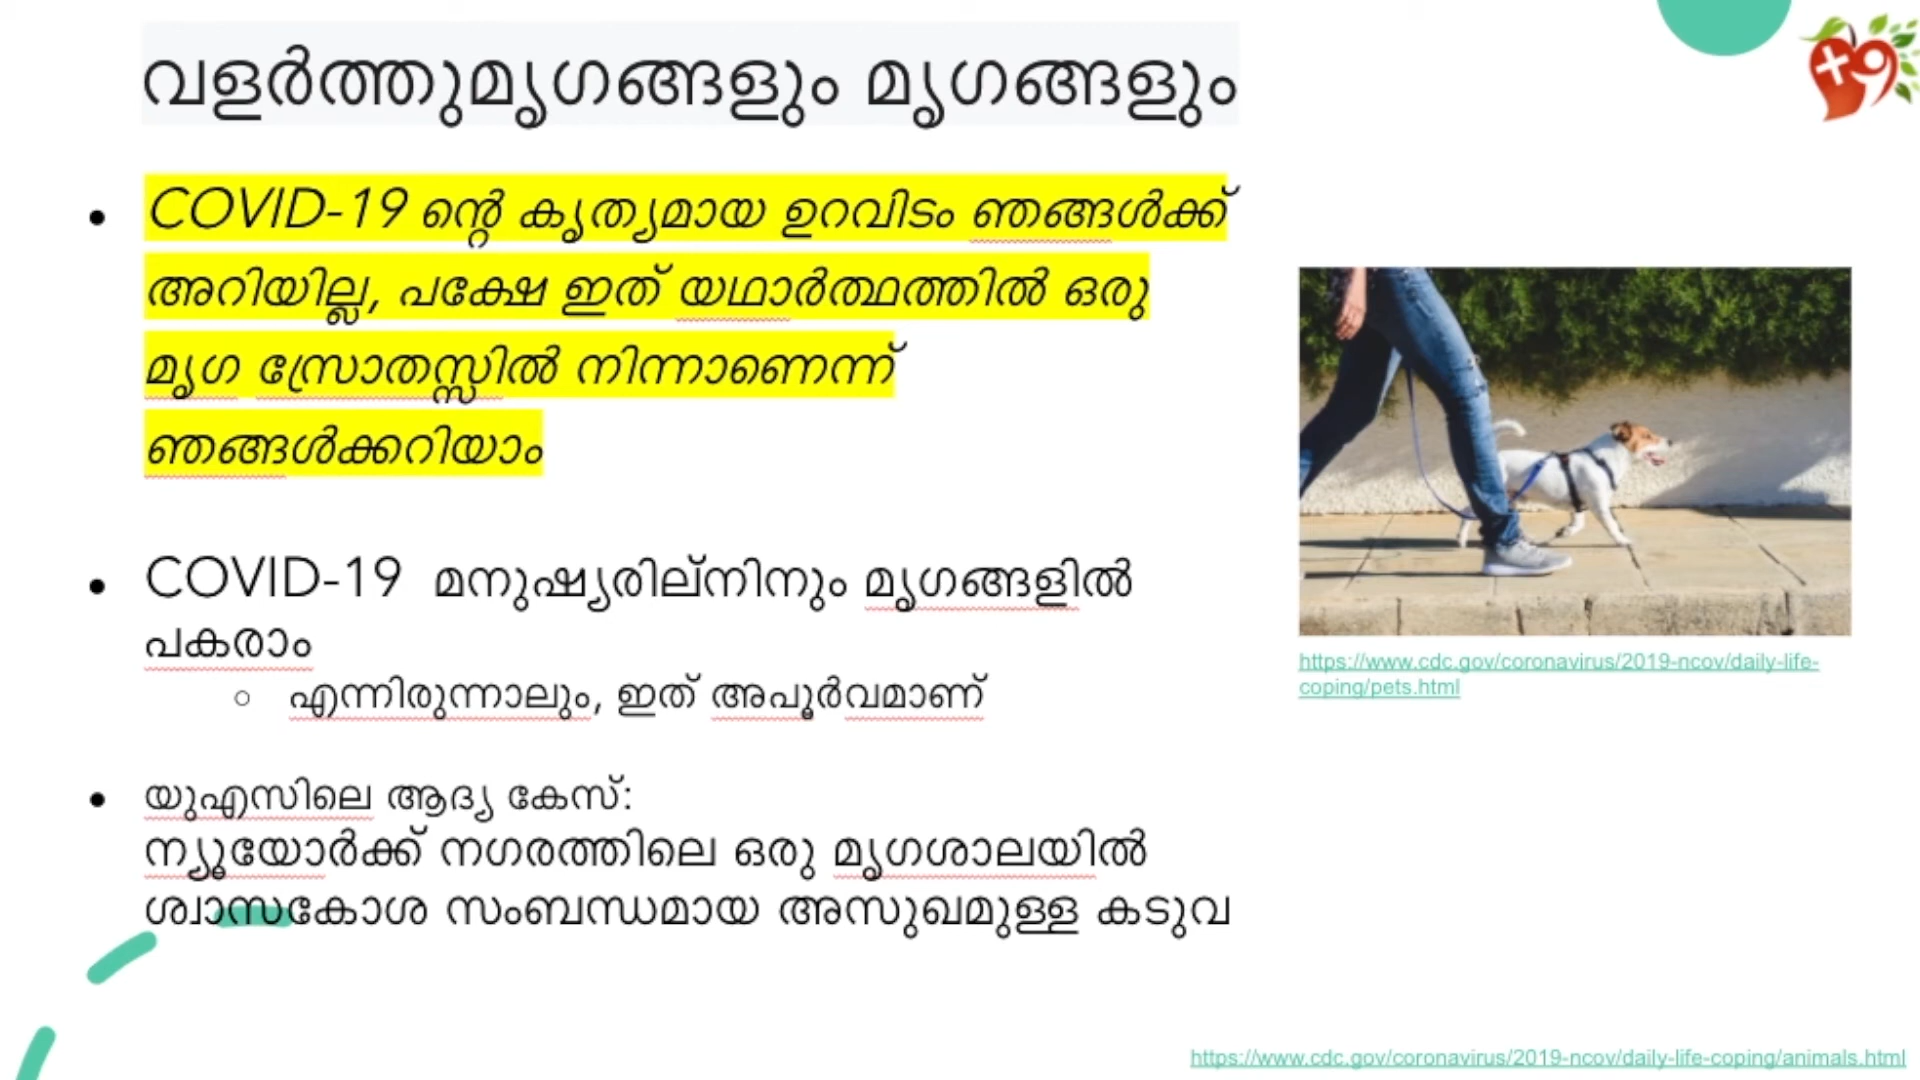 വളർത്തുമൃഗങ്ങളും മൃഗങ്ങളും
• COVID-19 ന്റെ കൃത്യമായ ഉറവിടം ഞങ്ങൾക്ക്
അറിയില്ല, പക്ഷേ ഇത് യഥാർത്ഥത്തിൽ ഒരു
മൃഗ സ്രോതസ്സിൽ നിന്നാണെന്ന്
ഞങ്ങൾക്കറിയാം
• COVID-19 മനുഷ്യരില്നിനും മൃഗങ്ങളിൽ
പകരാം
○ എന്നിരുന്നാലും, ഇത് അപൂർവമാണ്
• യുഎസിലെ ആദ്യ കേസ്:
ന്യൂയോർക്ക് നഗരത്തിലെ ഒരു മൃഗശാലയിൽ
ശ്വാസകോശ സംബന്ധമായ അസുഖമുള്ള കടുവ
https://www.cdc.gov/coronavirus/2019-ncov/daily-life-
coping/pets.html
https://www.cdc.gov/coronavirus/2019-ncov/daily-life-coping/animals.html